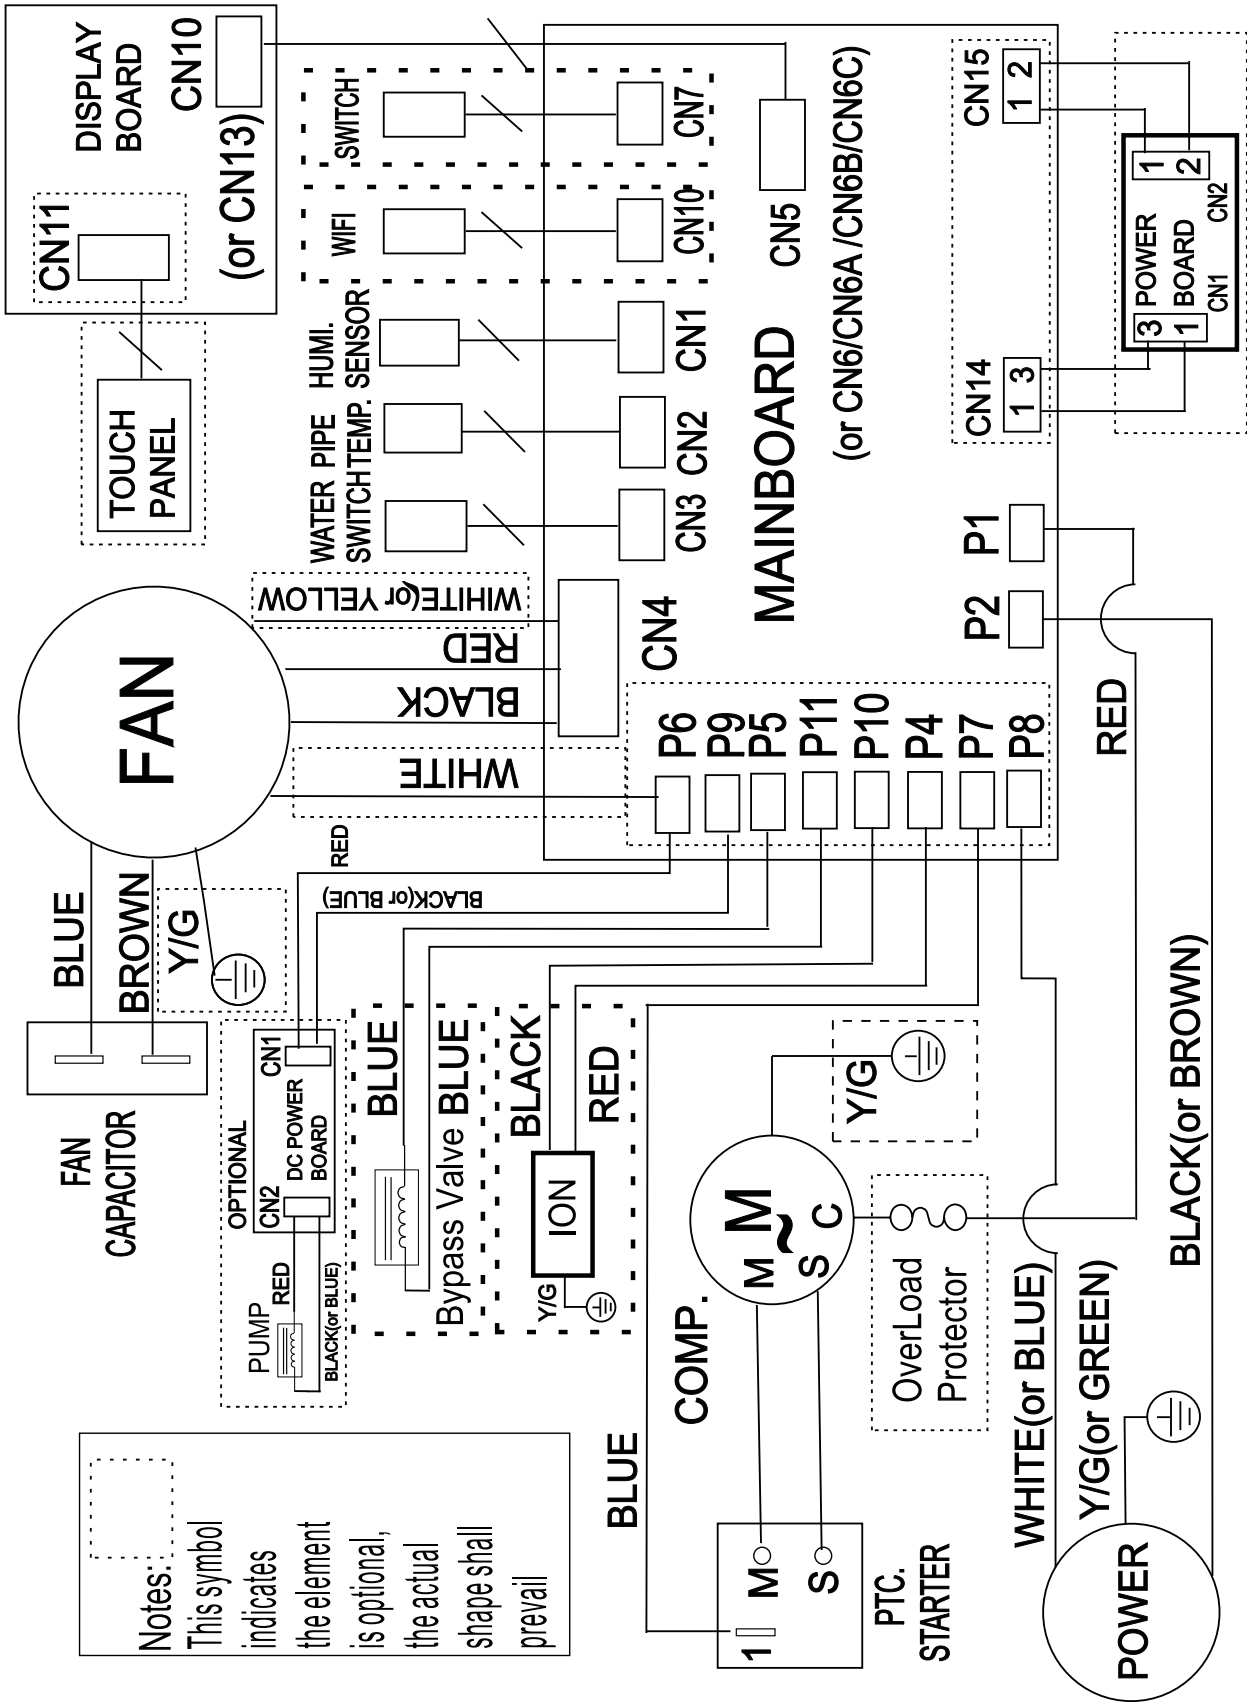 DISPLAY
BOARD
CN10
(or CN13)
CN11
TOUCH
PANEL
SWITCH
CN7
WIFI
CN10
HUMI.
SENSOR
CN1
PIPE
TEMP.
CN2
WATER
SWITCH
CN3
CN5
(or CN6/CN6A /CN6B/CN6C)
MAINBOARD
CN15
1 2
CN14
1 3
1
2
POWER
BOARD
CN2
CN1
3
1
P1
P2
FAN
WIHITE(or YELLOW
RED
BLACK
WHITE
CN4
P6
P9
P5
P11
P10
P4
P7
P8
RED
BLUE
BROWN
Y/G
FAN
CAPACITOR
RED
BLACK(or BLUE)
OPTIONAL
CN1
DC POWER
BOARD
CN2
PUMP
RED
BLACK(or BLUE)
BLUE
Bypass Valve
BLUE
BLACK
RED
ION
Y/G
Y/G
COMP.
M
~
M
S
C
OverLoad
Protector
BLUE
1
M
S
PTC.
STARTER
WHITE(or BLUE)
Y/G(or GREEN)
BLACK(or BROWN)
POWER
Notes:
This symbol
indicates
the element
is optional,
the actual
shape shall
prevail